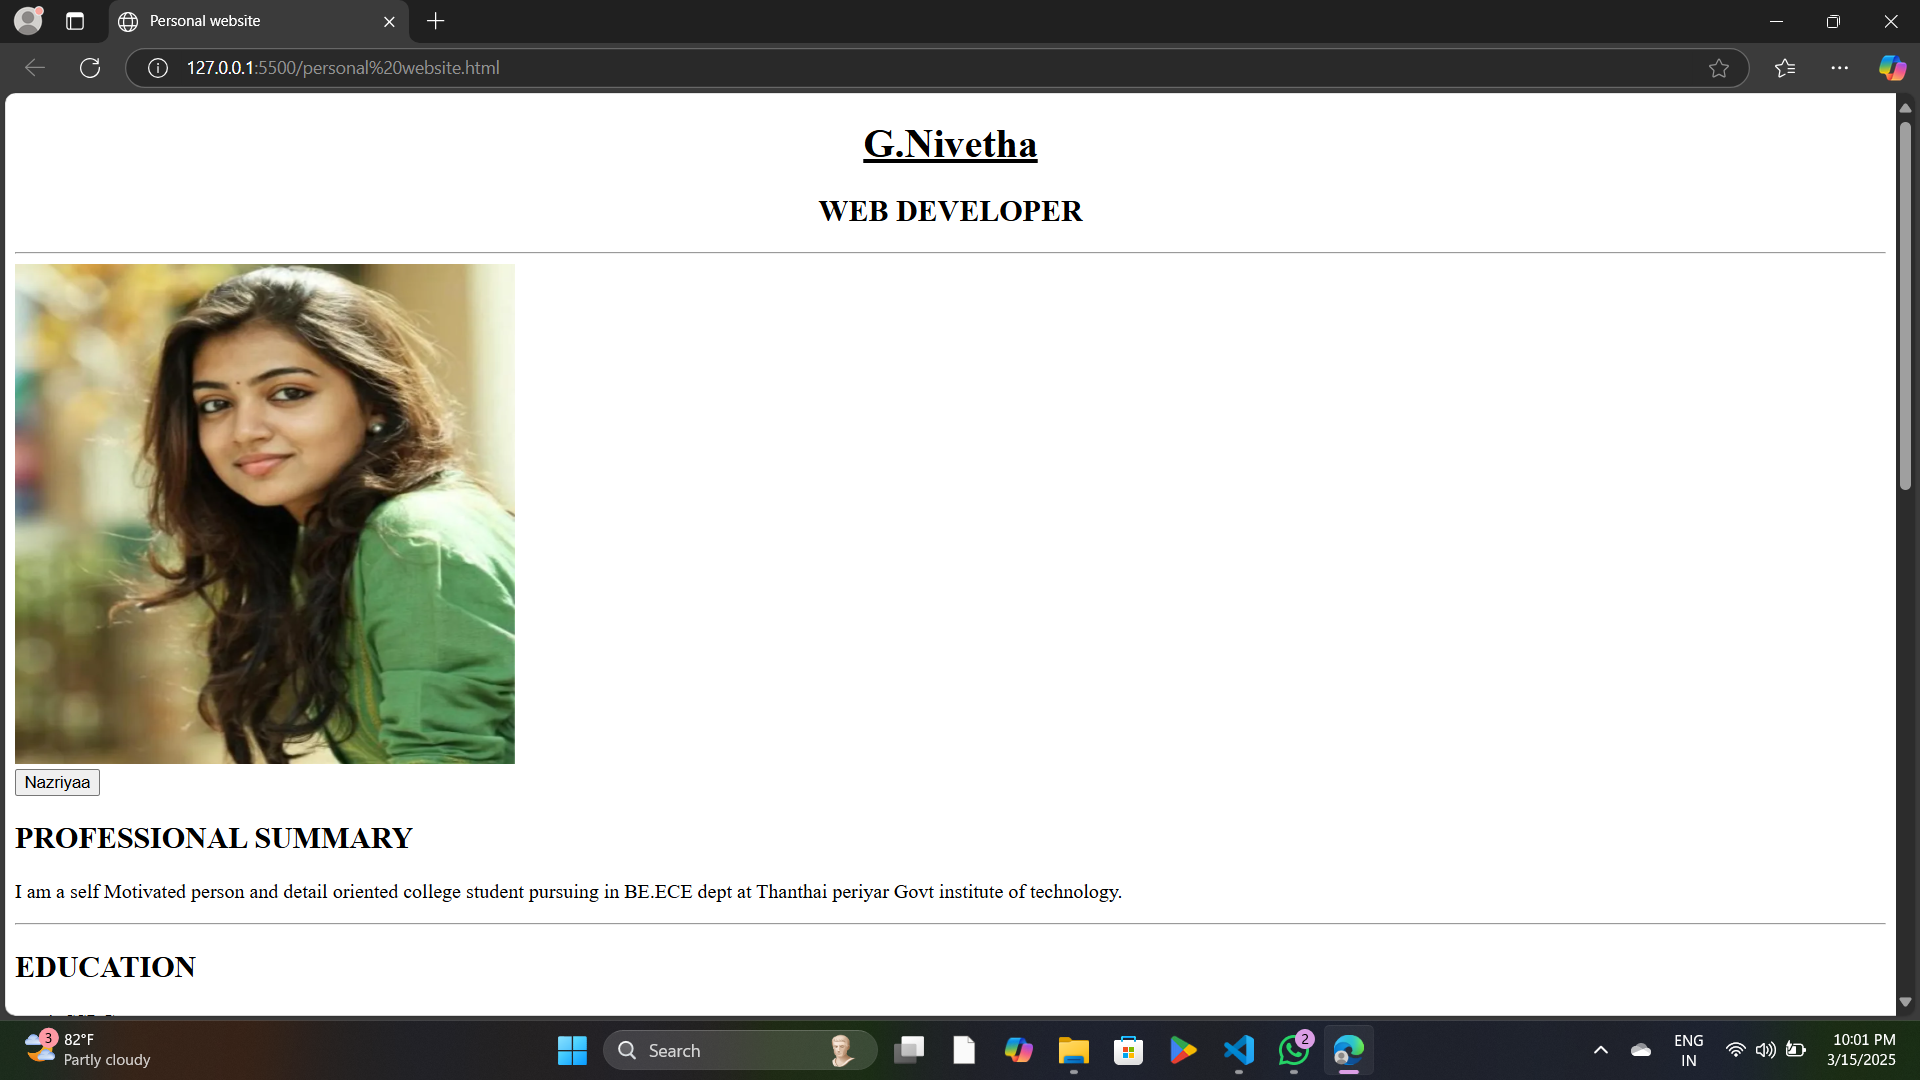 Personal website
127.0.0.1:5500/personal%20website.html
G.Nivetha
WEB DEVELOPER
Nazriyaa
PROFESSIONAL SUMMARY
I am a self Motivated person and detail oriented college student pursuing in BE.ECE dept at Thanthai periyar Govt institute of technology.
EDUCATION
3
82°F
Partly cloudy
Search
2
ENG
IN
10:01 PM
3/15/2025